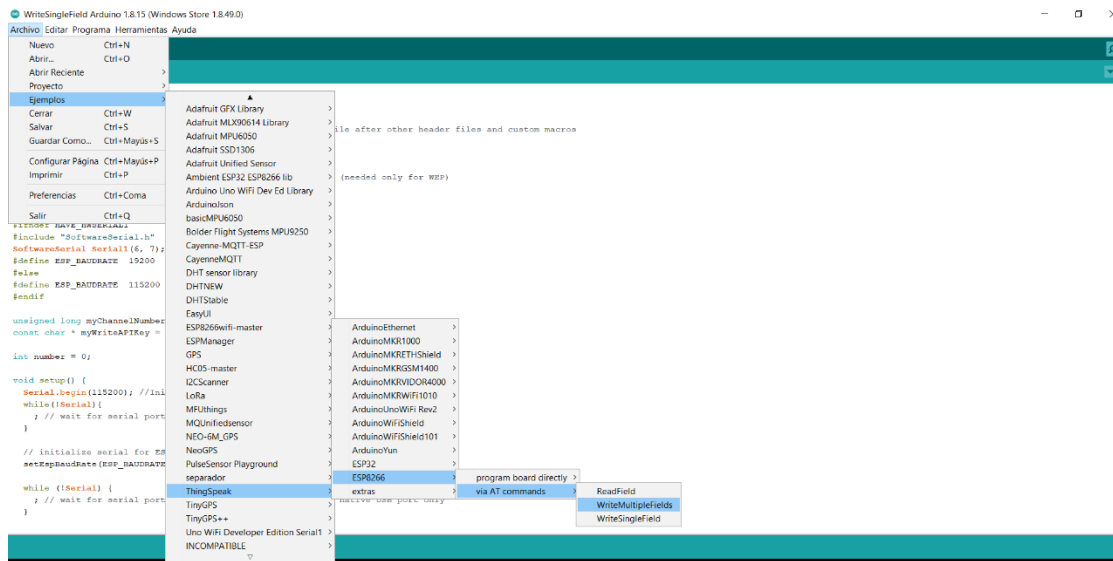 WriteSingleField Arduino 1.8.15 (Windows Store 1.8.49.0)
Archivo Editar Programa Herramientas Ayuda
Nuevo Ctrl+N
Abrir... Ctrl+O
Abrir Reciente
Proyecto
Ejemplos
Cerrar Ctrl+W
Salvar Ctrl+S
Guardar Como... Ctrl+Mayús+S
Configurar Página Ctrl+Mayús+P
Imprimir Ctrl+P
Preferencias Ctrl+Coma
Salir Ctrl+Q
Adafruit GFX Library
Adafruit MLX90614 Library
Adafruit MPU6050
Adafruit SSD1306
Adafruit Unified Sensor
Ambient ESP32 ESP8266 lib
Arduino Uno WiFi Dev Ed Library
ArduinoJson
basicMPU6050
Bolder Flight Systems MPU9250
Cayenne-MQTT-ESP
CayenneMQTT
DHT sensor library
DHTNEW
DHTStable
EasyUI
ESP8266wifi-master
ESPManager
GPS
HC05-master
I2CScanner
LoRa
MFUthings
MQUnifiedsensor
NEO-6M_GPS
NeoGPS
PulseSensor Playground
separador
ThingSpeak
TinyGPS
TinyGPS++
Uno WiFi Developer Edition Serial1
INCOMPATIBLE
ArduinoEthernet
ArduinoMKR1000
ArduinoMKRETHShield
ArduinoMKRGSM1400
ArduinoMKRVIDOR4000
ArduinoMKRWiFi1010
ArduinoUnoWiFi Rev2
ArduinoWiFiShield
ArduinoWiFiShield101
ArduinoYun
ESP32
ESP8266
extras
program board directly
via AT commands
ReadField
WriteMultipleFields
WriteSingleField
ile after other header files and custom macros
(needed only for WEP)
#ifndef HAVE_HWSERIAL1
#include "SoftwareSerial.h"
SoftwareSerial Serial1(6, 7);
#define ESP_BAUDRATE 19200
#else
#define ESP_BAUDRATE 115200
#endif
unsigned long myChannelNumber
const char * myWriteAPIKey =
int number = 0;
void setup() {
Serial.begin(115200); //Ini
while(!Serial){
; // wait for serial port
}
// initialize serial for ES
setEspBaudRate(ESP_BAUDRATE
while (!Serial) {
; // wait for serial port native USB port only
}